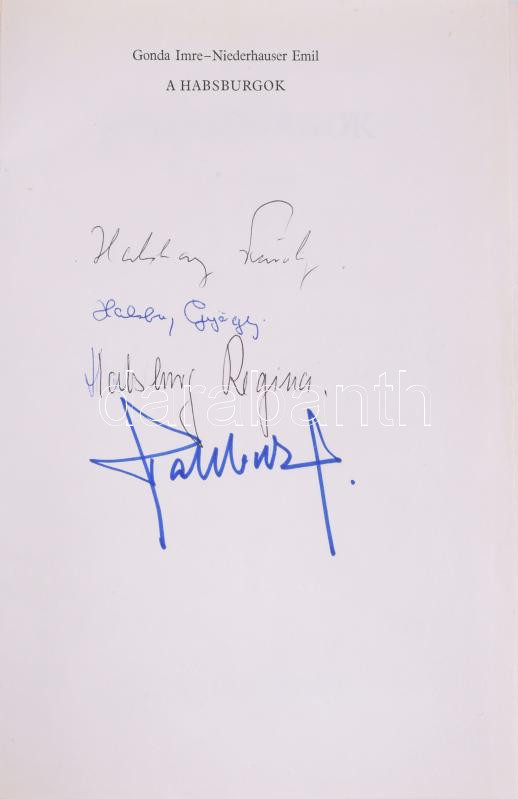 Gonda Imre–Niederhauser Emil
A HABSBURGOK
Habsburg Károly.
Habsburg György
Habsburg Regina.
darabanth